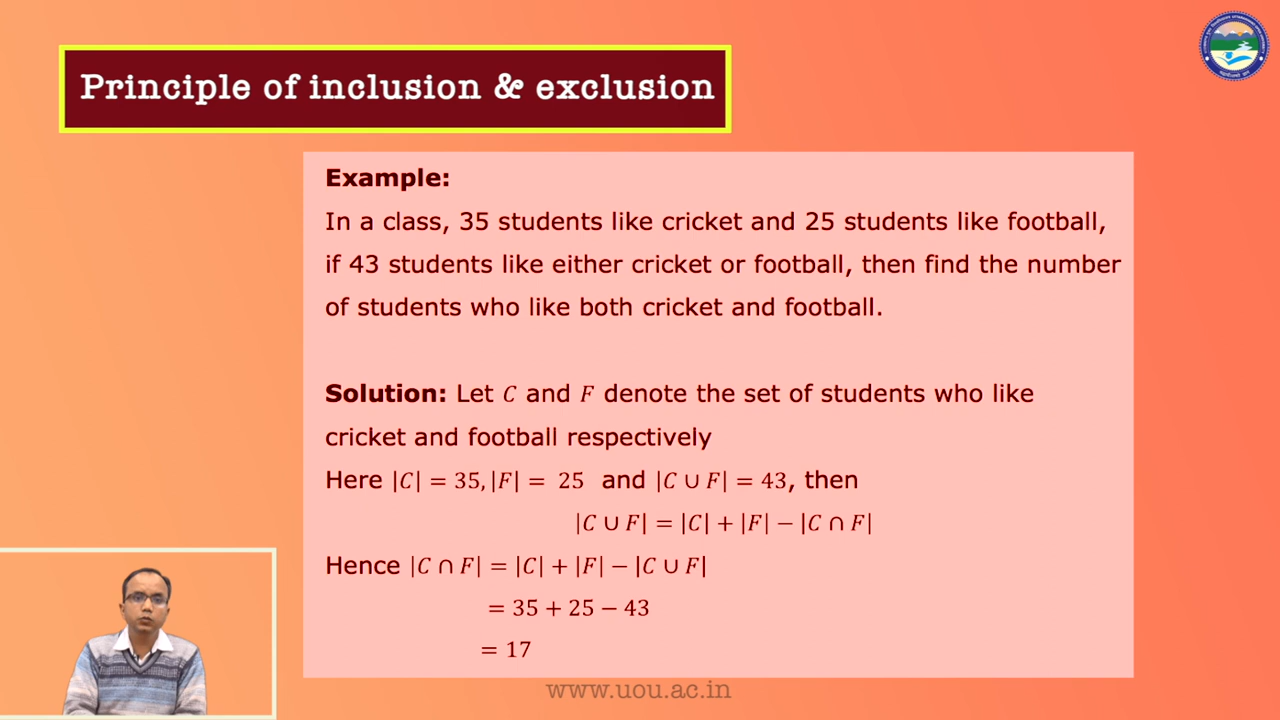 Principle of inclusion & exclusion
Example:
In a class, 35 students like cricket and 25 students like football,
if 43 students like either cricket or football, then find the number
of students who like both cricket and football.
Solution: Let C and F denote the set of students who like
cricket and football respectively
Here |C| = 35, |F| = 25 and |C ∪ F| = 43, then
|C ∪ F| = |C| + |F| − |C ∩ F|
Hence |C ∩ F| = |C| + |F| − |C ∪ F|
= 35 + 25 − 43
= 17
www.uou.ac.in